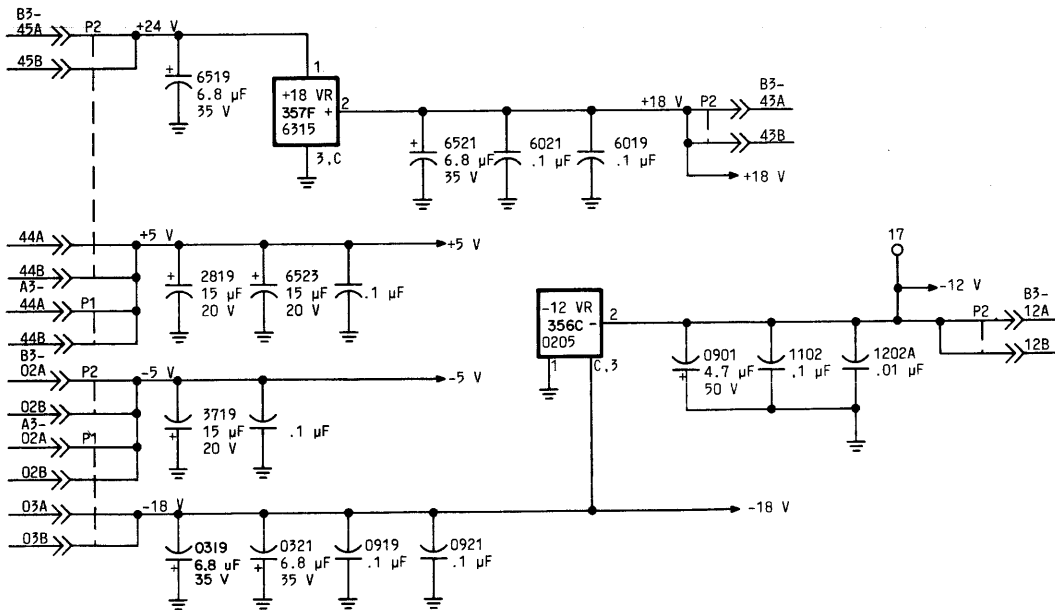 B3-
45A P2 +24 V
45B
+ 6519
6.8 µF
35 V
1
+18 VR
357F +
6315
2
3,C
+ 6521
6.8 µF
35 V
6021
.1 µF
6019
.1 µF
+18 V P2
B3-
43A
43B
+18 V
44A +5 V
44B
A3-
44A P1
44B
+ 2819
15 µF
20 V
+ 6523
15 µF
20 V
.1 µF
+5 V
17
-12 V
-12 VR
356C -
0205
2
1
C,3
0901
4.7 µF
+ 50 V
1102
.1 µF
1202A
.01 µF
P2
B3-
12A
12B
B3-
02A P2 -5 V
02B
A3-
02A P1
02B
3719
15 µF
+ 20 V
.1 µF
-5 V
03A -18 V
03B
0319
6.8 uF
+ 35 V
0321
6.8 µF
+ 35 V
0919
.1 µF
0921
.1 µF
-18 V